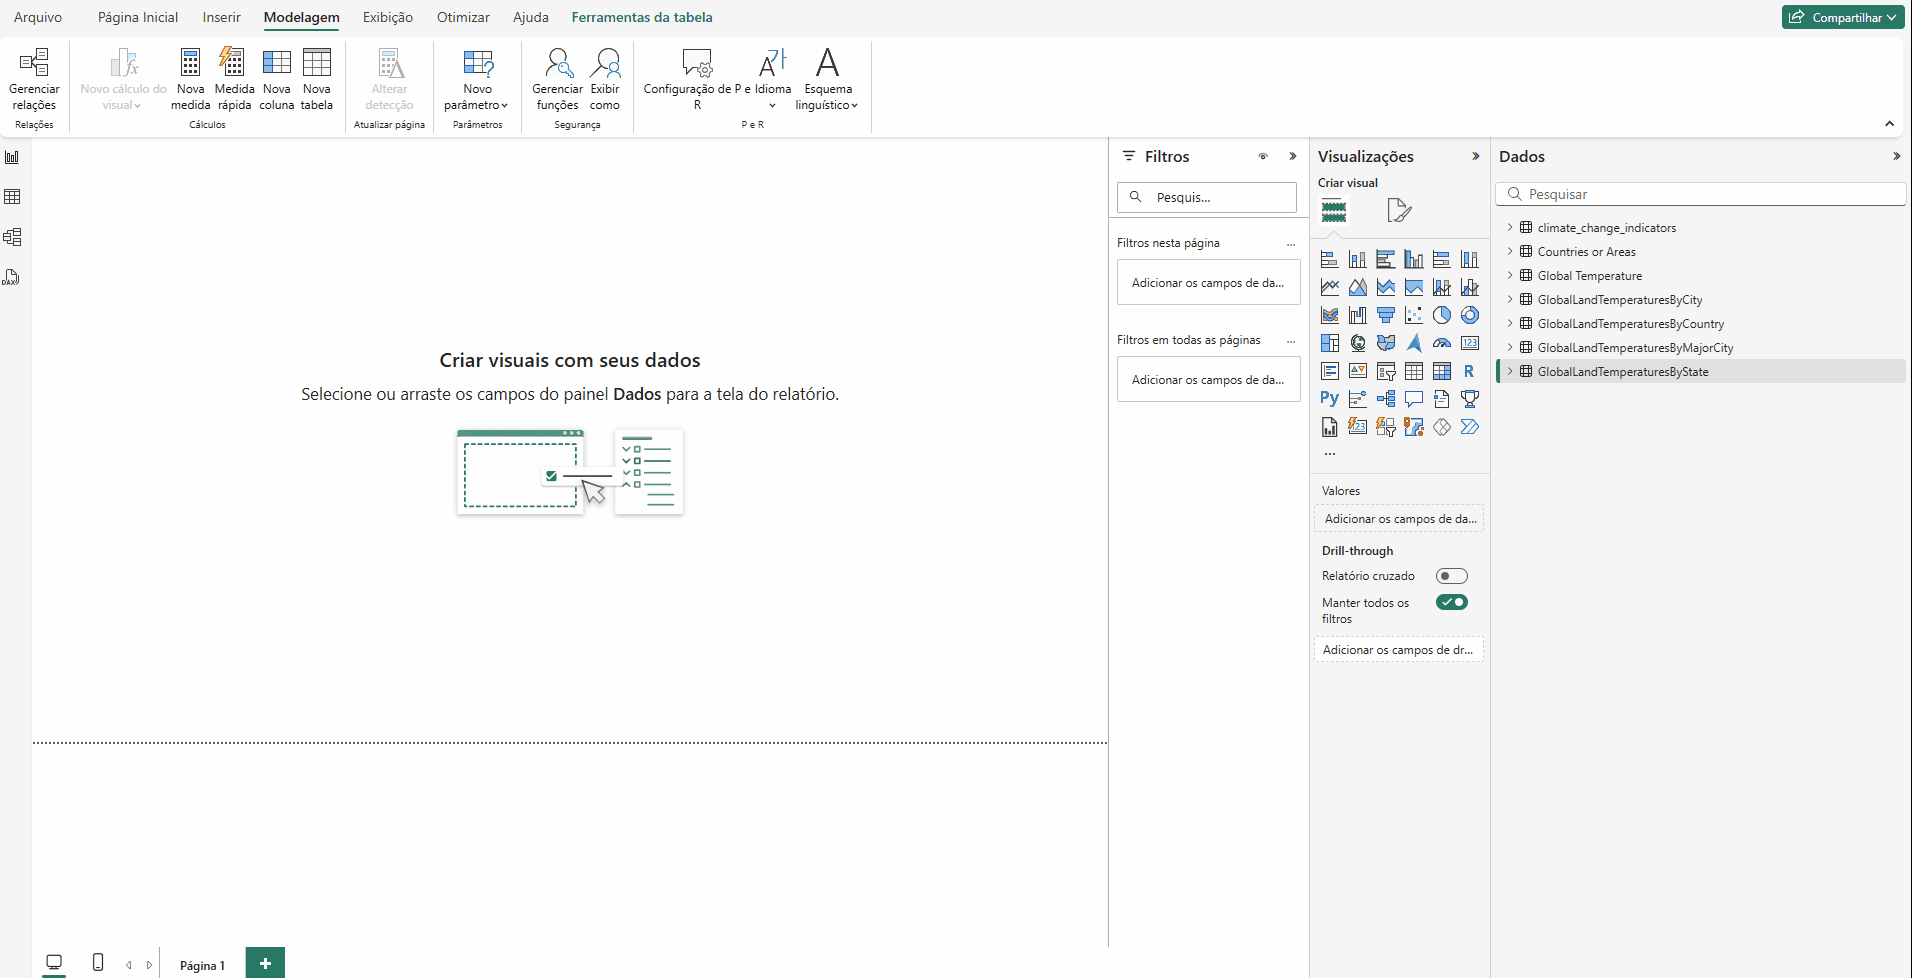 Arquivo
Página Inicial
Inserir
Modelagem
Exibição
Otimizar
Ajuda
Ferramentas da tabela
Compartilhar
Gerenciar
relações
Relações
Novo cálculo do
visual
Nova
medida
Medida
rápida
Nova
coluna
Nova
tabela
Cálculos
Alterar
detecção
Atualizar página
Novo
parâmetro
Parâmetros
Gerenciar
funções
Exibir
como
Segurança
Configuração de P e
R
Idioma
Esquema
linguístico
P e R
Criar visuais com seus dados
Selecione ou arraste os campos do painel Dados para a tela do relatório.
Filtros
Pesquis...
Filtros nesta página
...
Adicionar os campos de da...
Filtros em todas as páginas
...
Adicionar os campos de da...
Visualizações
Criar visual
123
R
Py
123
...
Valores
Adicionar os campos de da...
Drill-through
Relatório cruzado
Manter todos os
filtros
Adicionar os campos de dr...
Dados
Pesquisar
climate_change_indicators
Countries or Areas
Global Temperature
GlobalLandTemperaturesByCity
GlobalLandTemperaturesByCountry
GlobalLandTemperaturesByMajorCity
GlobalLandTemperaturesByState
DAX
Página 1
+